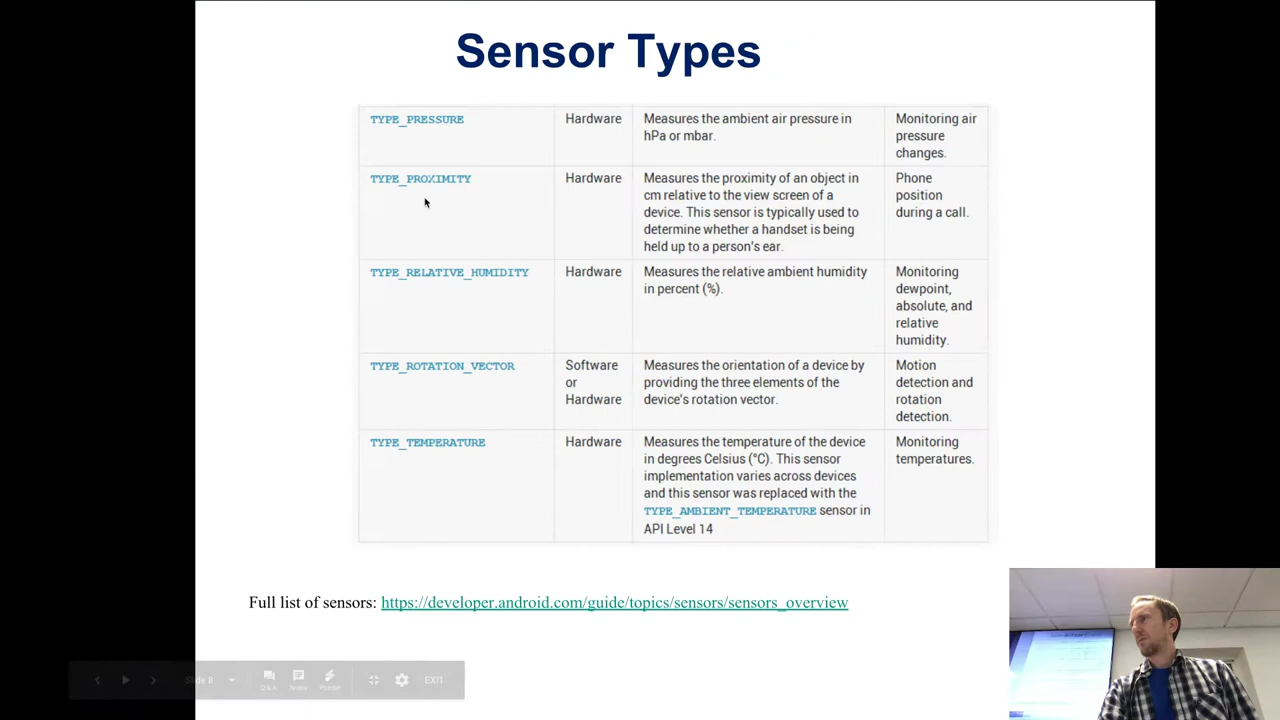 Sensor Types
TYPE_PRESSURE
Hardware
Measures the ambient air pressure in
hPa or mbar.
Monitoring air
pressure
changes.
TYPE_PROXIMITY
Hardware
Measures the proximity of an object in
cm relative to the view screen of a
device. This sensor is typically used to
determine whether a handset is being
held up to a person's ear.
Phone
position
during a call.
TYPE_RELATIVE_HUMIDITY
Hardware
Measures the relative ambient humidity
in percent (%).
Monitoring
dewpoint,
absolute, and
relative
humidity.
TYPE_ROTATION_VECTOR
Software
or
Hardware
Measures the orientation of a device by
providing the three elements of the
device's rotation vector.
Motion
detection and
rotation
detection.
TYPE_TEMPERATURE
Hardware
Measures the temperature of the device
in degrees Celsius (°C). This sensor
implementation varies across devices
and this sensor was replaced with the
TYPE_AMBIENT_TEMPERATURE sensor in
API Level 14
Monitoring
temperatures.
Full list of sensors: https://developer.android.com/guide/topics/sensors/sensors_overview
Slide 8
Q&A
Notes
Pointer
EXIT